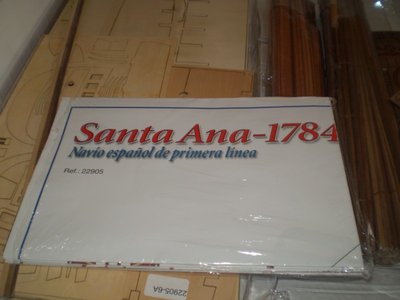 Santa Ana-1784
Navío español de primera línea
Ref.: 22905
22905-6A